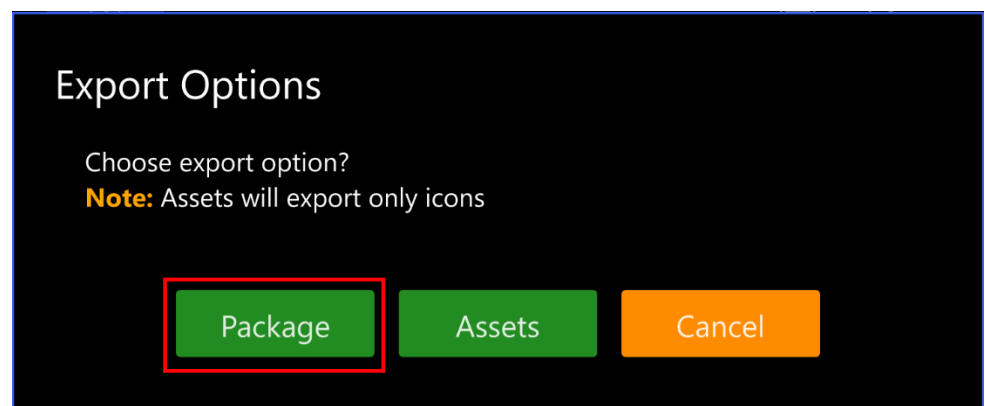 Export Options
Choose export option?
Note: Assets will export only icons
Package
Assets
Cancel